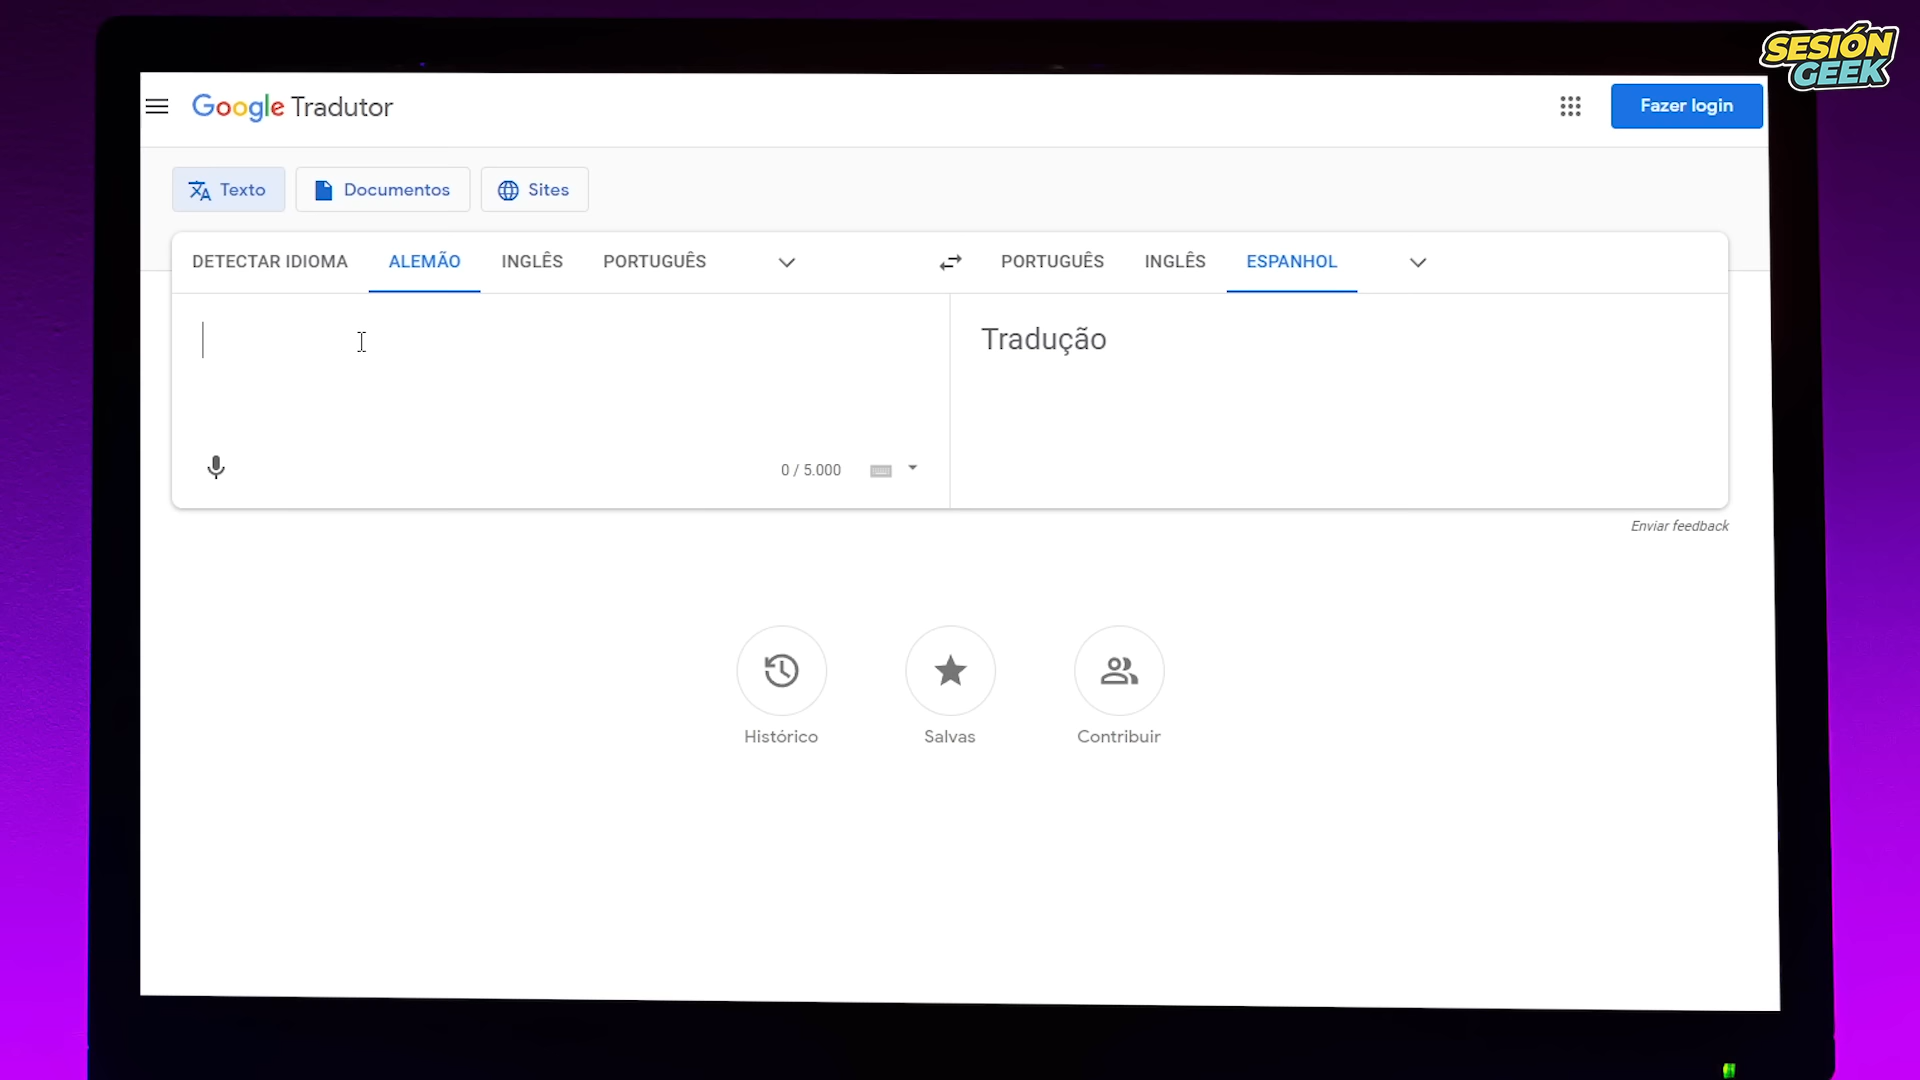 SESIÓN
GEEK
Google Tradutor
Fazer login
Texto
Documentos
Sites
DETECTAR IDIOMA
ALEMÃO
INGLÊS
PORTUGUÊS
PORTUGUÊS
INGLÊS
ESPANHOL
Tradução
0 / 5.000
Enviar feedback
Histórico
Salvas
Contribuir